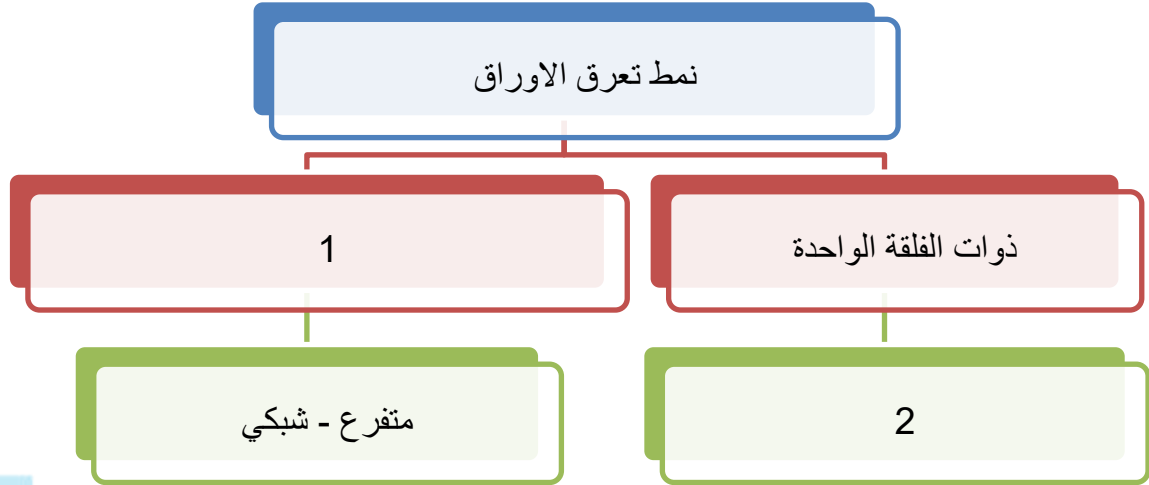 نمط تعرق الاوراق
ذوات الفلقة الواحدة
1
2
متفرع - شبكي